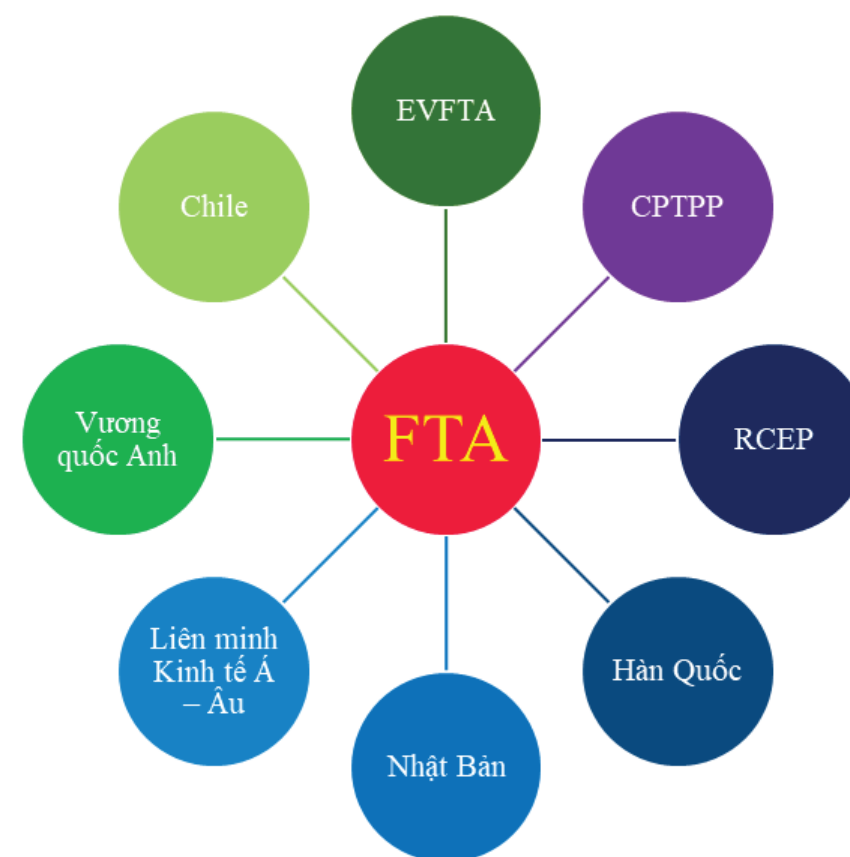 EVFTA
CPTPP
RCEP
Hàn Quốc
Nhật Bản
Liên minh
Kinh tế Á
– Âu
Vương
quốc Anh
Chile
FTA